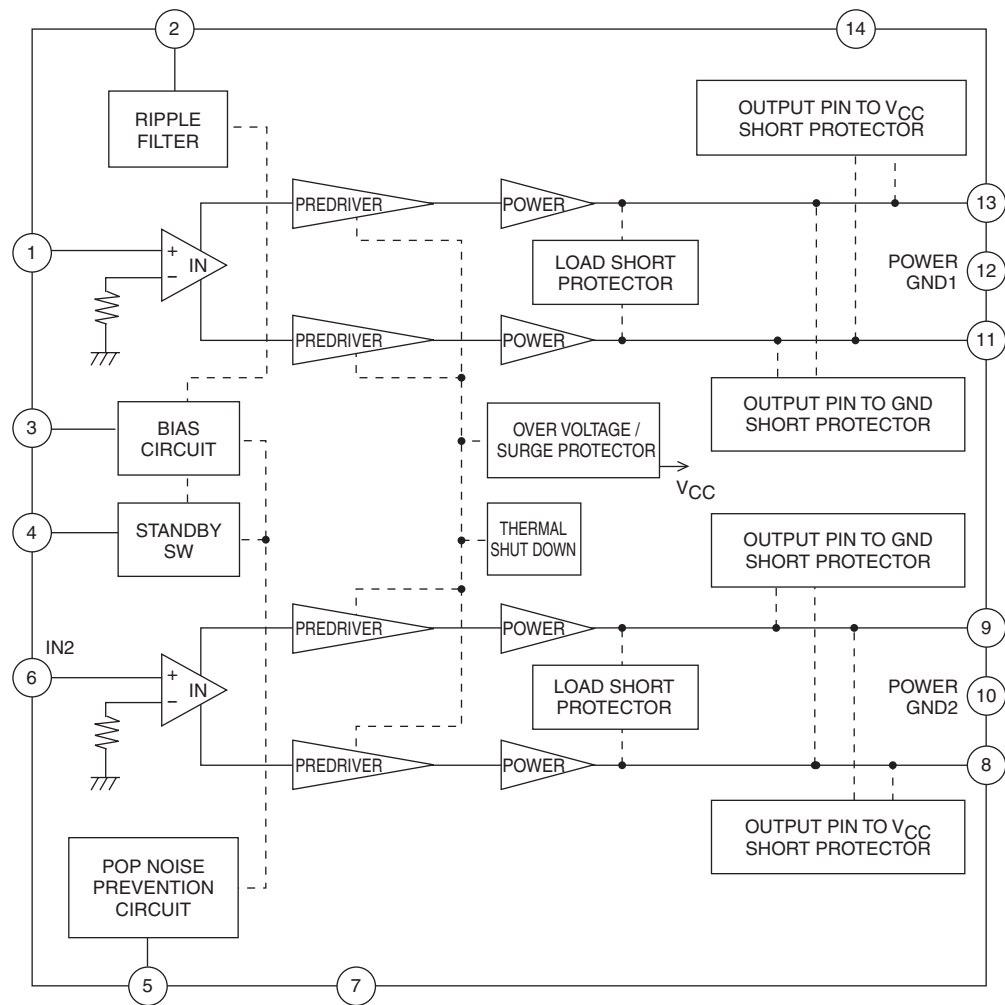 2
14
RIPPLE
FILTER
OUTPUT PIN TO VCC
SHORT PROTECTOR
PREDRIVER
POWER
13
1
+
IN
−
LOAD SHORT
PROTECTOR
POWER
GND1
12
PREDRIVER
POWER
11
3
BIAS
CIRCUIT
OVER VOLTAGE /
SURGE PROTECTOR
VCC
OUTPUT PIN TO GND
SHORT PROTECTOR
4
STANDBY
SW
THERMAL
SHUT DOWN
OUTPUT PIN TO GND
SHORT PROTECTOR
PREDRIVER
POWER
9
IN2
6
+
IN
−
LOAD SHORT
PROTECTOR
POWER
GND2
10
PREDRIVER
POWER
8
OUTPUT PIN TO VCC
SHORT PROTECTOR
POP NOISE
PREVENTION
CIRCUIT
5
7